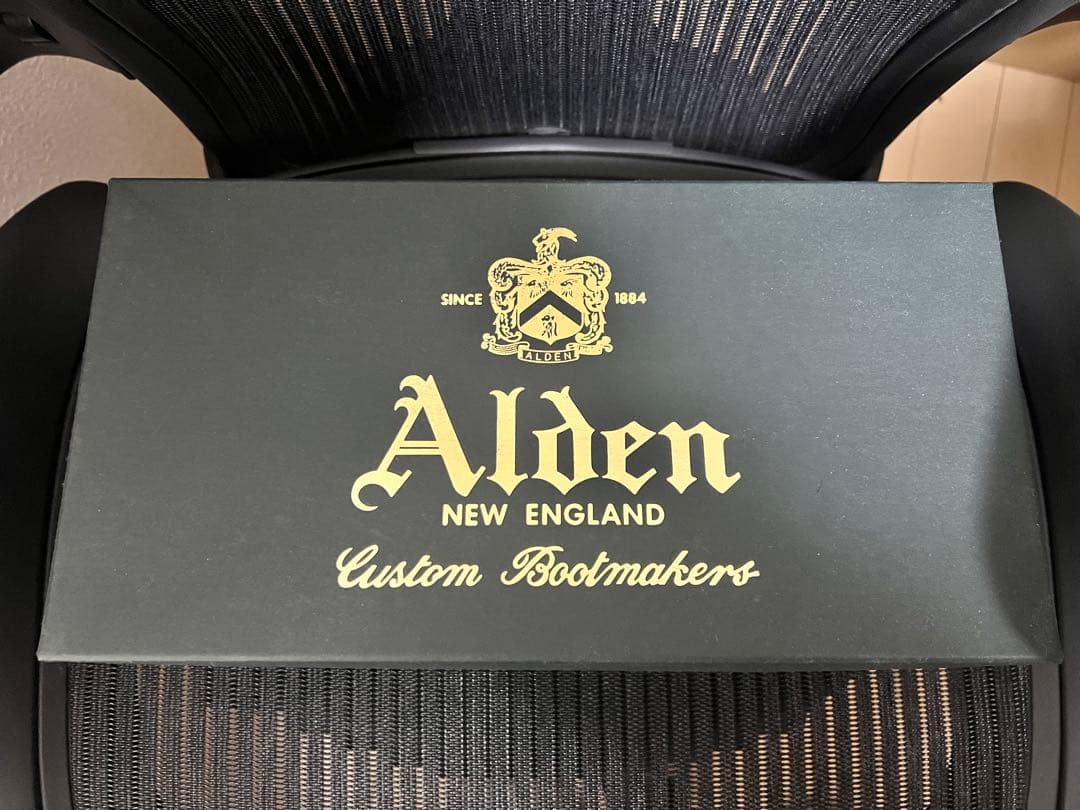 SINCE 1884
ALDEN
Alden
NEW ENGLAND
Custom Bootmakers